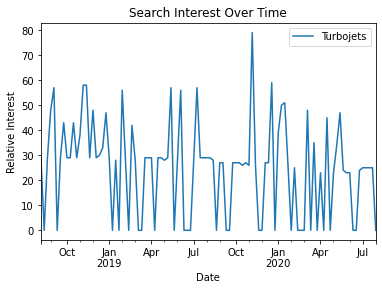 Search Interest Over Time
Turbojets
80
70
60
50
40
30
20
10
0
Relative Interest
Oct Jan Apr Jul Oct Jan Apr Jul
2019 2020
Date